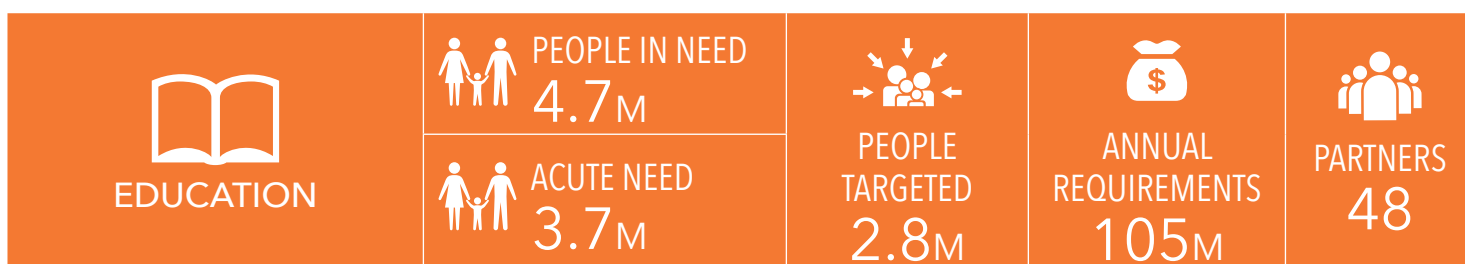 EDUCATION
PEOPLE IN NEED
4.7M
ACUTE NEED
3.7M
PEOPLE
TARGETED
2.8M
$
ANNUAL
REQUIREMENTS
105M
PARTNERS
48